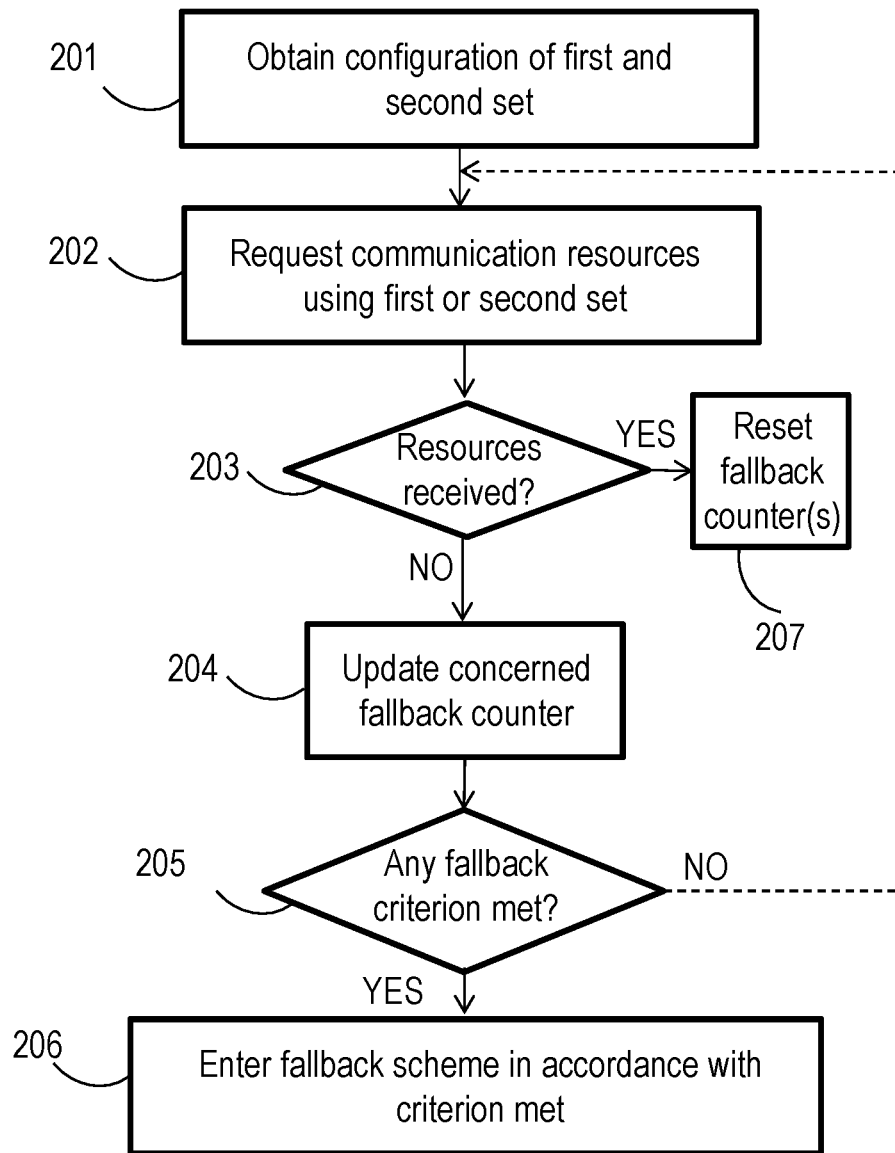 201
Obtain configuration of first and
second set
202
Request communication resources
using first or second set
203
Resources
received?
YES
Reset
fallback
counter(s)
207
NO
204
Update concerned
fallback counter
205
Any fallback
criterion met?
NO
YES
206
Enter fallback scheme in accordance with
criterion met